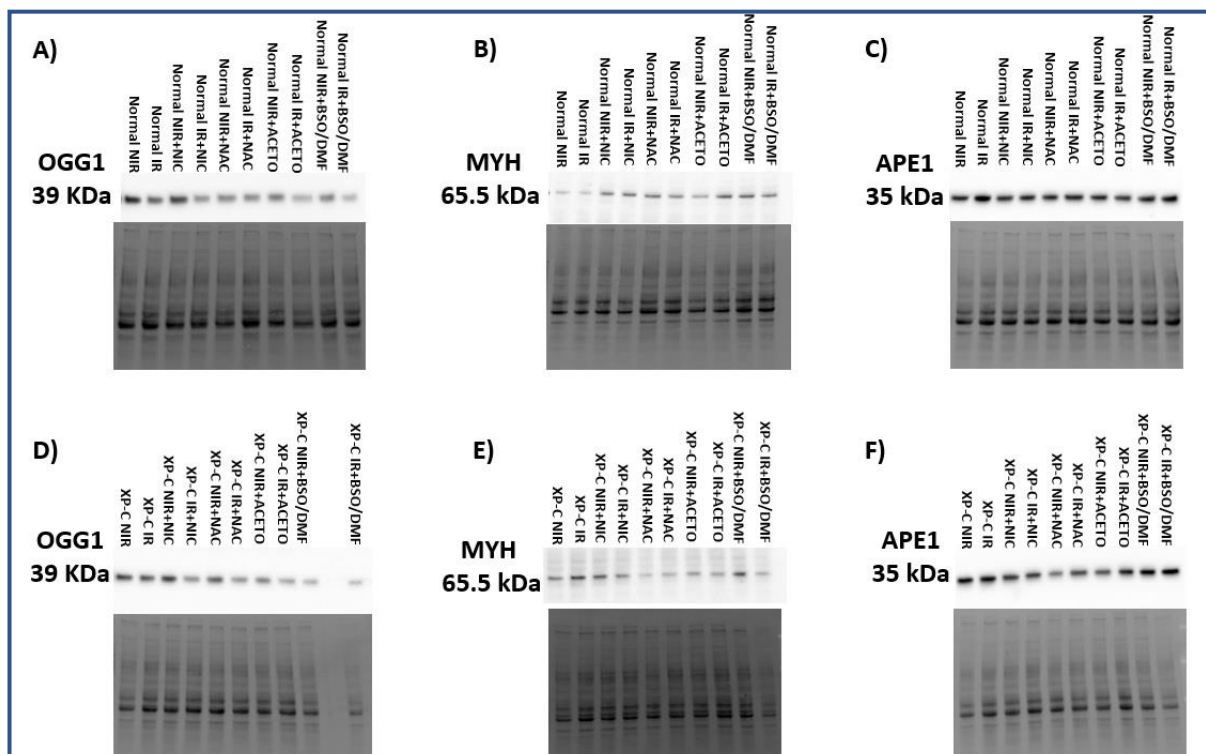 A)
Normal NIR
Normal IR
Normal NIR+NIC
Normal IR+NIC
Normal NIR+NAC
Normal IR+NAC
Normal NIR+ACETO
Normal IR+ACETO
Normal NIR+BSO/DMF
Normal IR+BSO/DMF
OGG1
39 KDa
B)
Normal NIR
Normal IR
Normal NIR+NIC
Normal IR+NIC
Normal NIR+NAC
Normal IR+NAC
Normal NIR+ACETO
Normal IR+ACETO
Normal NIR+BSO/DMF
Normal IR+BSO/DMF
MYH
65.5 kDa
C)
Normal NIR
Normal IR
Normal NIR+NIC
Normal IR+NIC
Normal NIR+NAC
Normal IR+NAC
Normal NIR+ACETO
Normal IR+ACETO
Normal NIR+BSO/DMF
Normal IR+BSO/DMF
APE1
35 kDa
D)
XP-C NIR
XP-C IR
XP-C NIR+NIC
XP-C IR+NIC
XP-C NIR+NAC
XP-C IR+NAC
XP-C NIR+ACETO
XP-C IR+ACETO
XP-C NIR+BSO/DMF
XP-C IR+BSO/DMF
OGG1
39 KDa
E)
XP-C NIR
XP-C IR
XP-C NIR+NIC
XP-C IR+NIC
XP-C NIR+NAC
XP-C IR+NAC
XP-C NIR+ACETO
XP-C IR+ACETO
XP-C NIR+BSO/DMF
XP-C IR+BSO/DMF
MYH
65.5 kDa
F)
XP-C NIR
XP-C IR
XP-C NIR+NIC
XP-C IR+NIC
XP-C NIR+NAC
XP-C IR+NAC
XP-C NIR+ACETO
XP-C IR+ACETO
XP-C NIR+BSO/DMF
XP-C IR+BSO/DMF
APE1
35 kDa